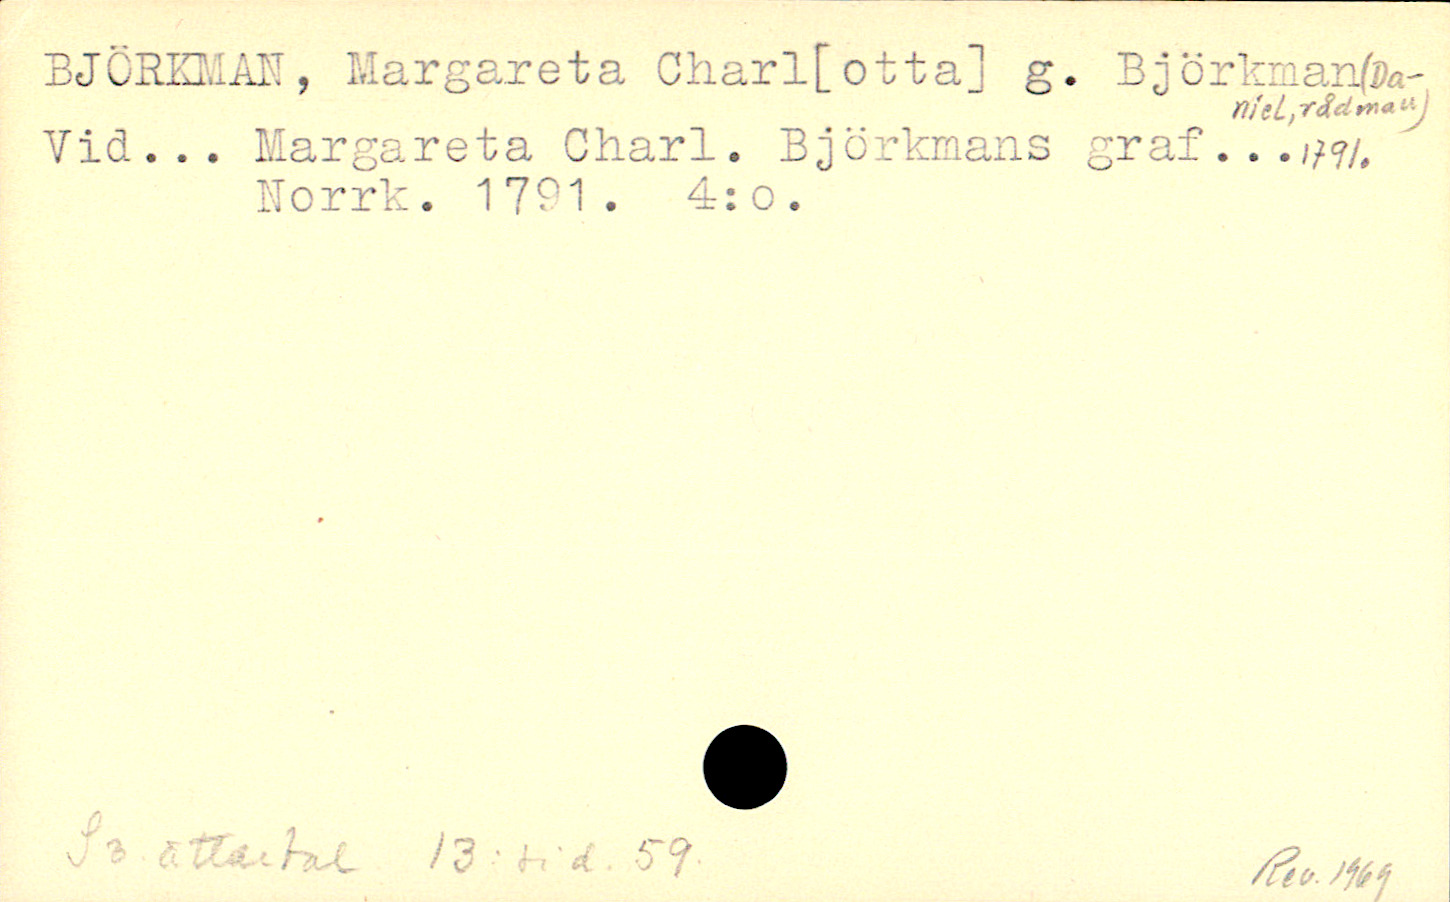 BJÖRKMAN, Margareta Charl[otta] g. Björkman(Da-
niel, rådman)
Vid... Margareta Charl. Björkmans graf...1791.
Norrk. 1791. 4:o.
Sv. ättartal 13: sid. 59.
Rev. 1969